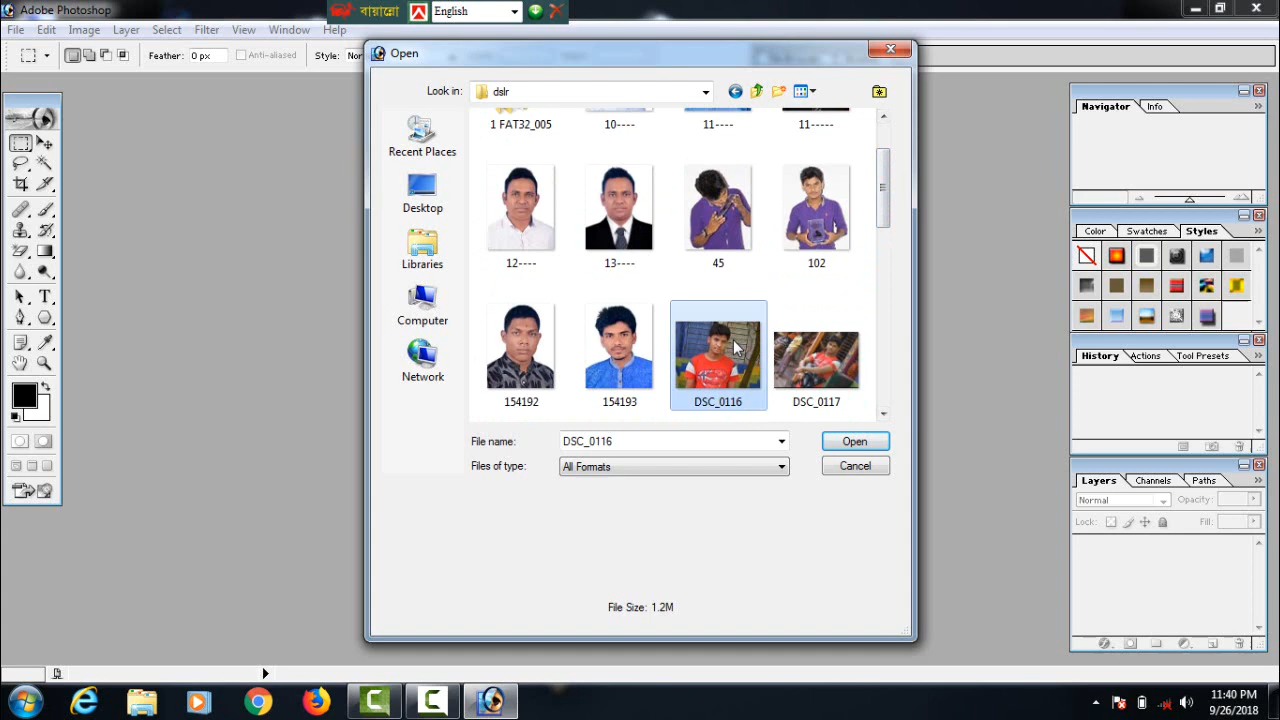 Adobe Photoshop
বায়ান্নো
English
File Edit Image Layer Select Filter View Window Help
Feather: 0 px
Anti-aliased
Style: Nor
Open
Look in: dslr
Recent Places
Desktop
Libraries
Computer
Network
1 FAT32_005
10----
11----
11-----
12----
13----
45
102
154192
154193
DSC_0116
DSC_0117
File name: DSC_0116
Open
Files of type: All Formats
Cancel
File Size: 1.2M
Navigator Info
Color Swatches Styles
History Actions Tool Presets
Layers Channels Paths
Normal Opacity:
Lock: Fill:
11:40 PM
9/26/2018